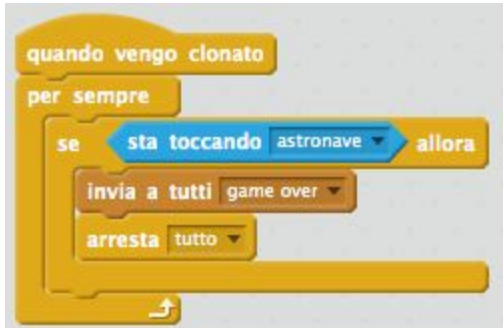 quando vengo clonato
per sempre
se sta toccando astronave allora
invia a tutti game over
arresta tutto